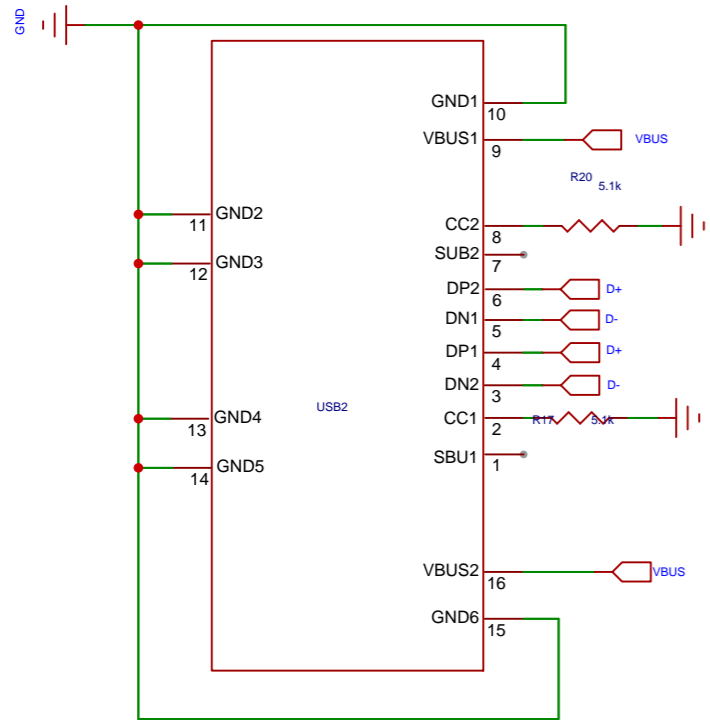 GND
GND1
10
VBUS1
9
VBUS
R20
5.1k
GND2
11
CC2
8
SUB2
7
GND3
12
DP2
6
D+
DN1
5
D-
DP1
4
D+
DN2
3
D-
USB2
GND4
13
CC1
2
R17
5.1k
SBU1
1
GND5
14
VBUS2
16
VBUS
GND6
15